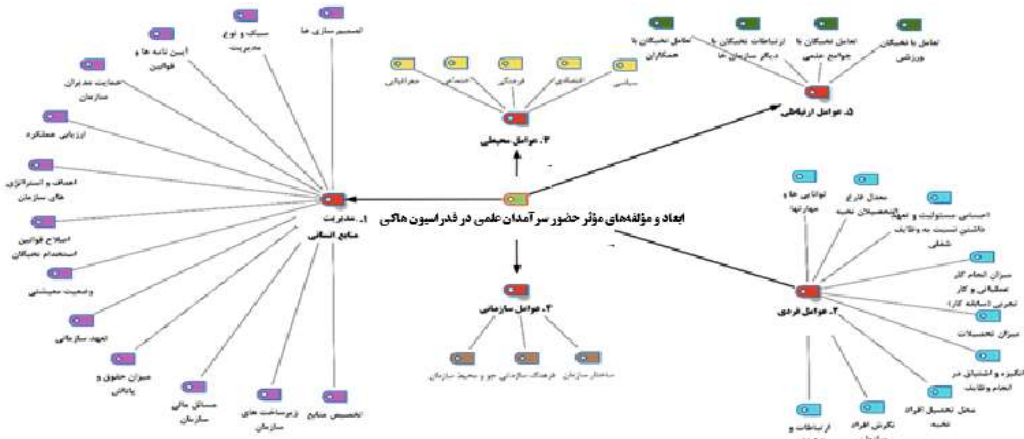 تصمیم سازی ها
سبک و نوع
مدیریت
آیین نامه ها و
قوانین
حمایت مدیران
سازمان
ارزیابی عملکرد
اهداف و استراتژی
های سازمان
اصلاح قوانین
استخدام نخبگان
وضعیت معیشتی
تعهد سازمانی
میزان حقوق و
پاداش
مسائل مالی
سازمان
زیرساخت های
سازمان
تخصیص منابع
۱. مدیریت
منابع انسانی
جغرافیائی
اجتماعی
فرهنگی
اقتصادی
سیاسی
۳. عوامل محیطی
تعامل نخبگان با
همکاران
ارتباطات نخبگان با
دیگر سازمان ها
تعامل نخبگان با
جوامع علمی
تعامل با نخبگان
ورزشی
۵. عوامل ارتباطی
ابعاد و مؤلفه‌های مؤثر حضور سرآمدان علمی در فدراسیون هاکی
۴. عوامل سازمانی
فرهنگ سازمانی جو و محیط سازمان
ساختار سازمان
توانایی ها و
مهارتها
معدل فارغ
التحصیلان نخبه
احساس مسئولیت و تعهد
داشتن نسبت به وظایف
شغلی
میزان انجام کار
عملیاتی و کار
تجربی (سابقه کار)
میزان تحصیلات
انگیزه و اشتیاق در
انجام وظایف
محل تحصیل افراد
نخبه
نگرش افراد
ارتباطات و
۲. عوامل فردی